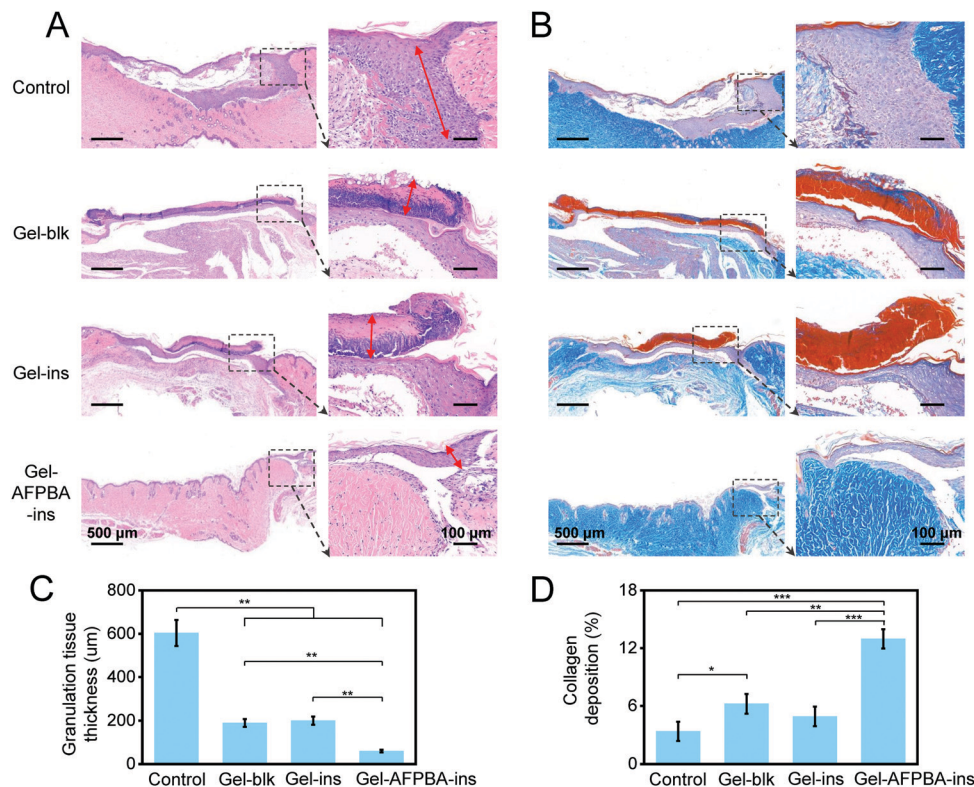 A
B
Control
Gel-blk
Gel-ins
Gel-
AFPBA
-ins
500 µm
100 µm
500 µm
100 µm
C
Granulation tissue
thickness (um)
800
600
400
200
0
**
**
**
Control
Gel-blk
Gel-ins
Gel-AFPBA-ins
D
Collagen
deposition (%)
18
12
6
0
***
**
***
*
Control
Gel-blk
Gel-ins
Gel-AFPBA-ins